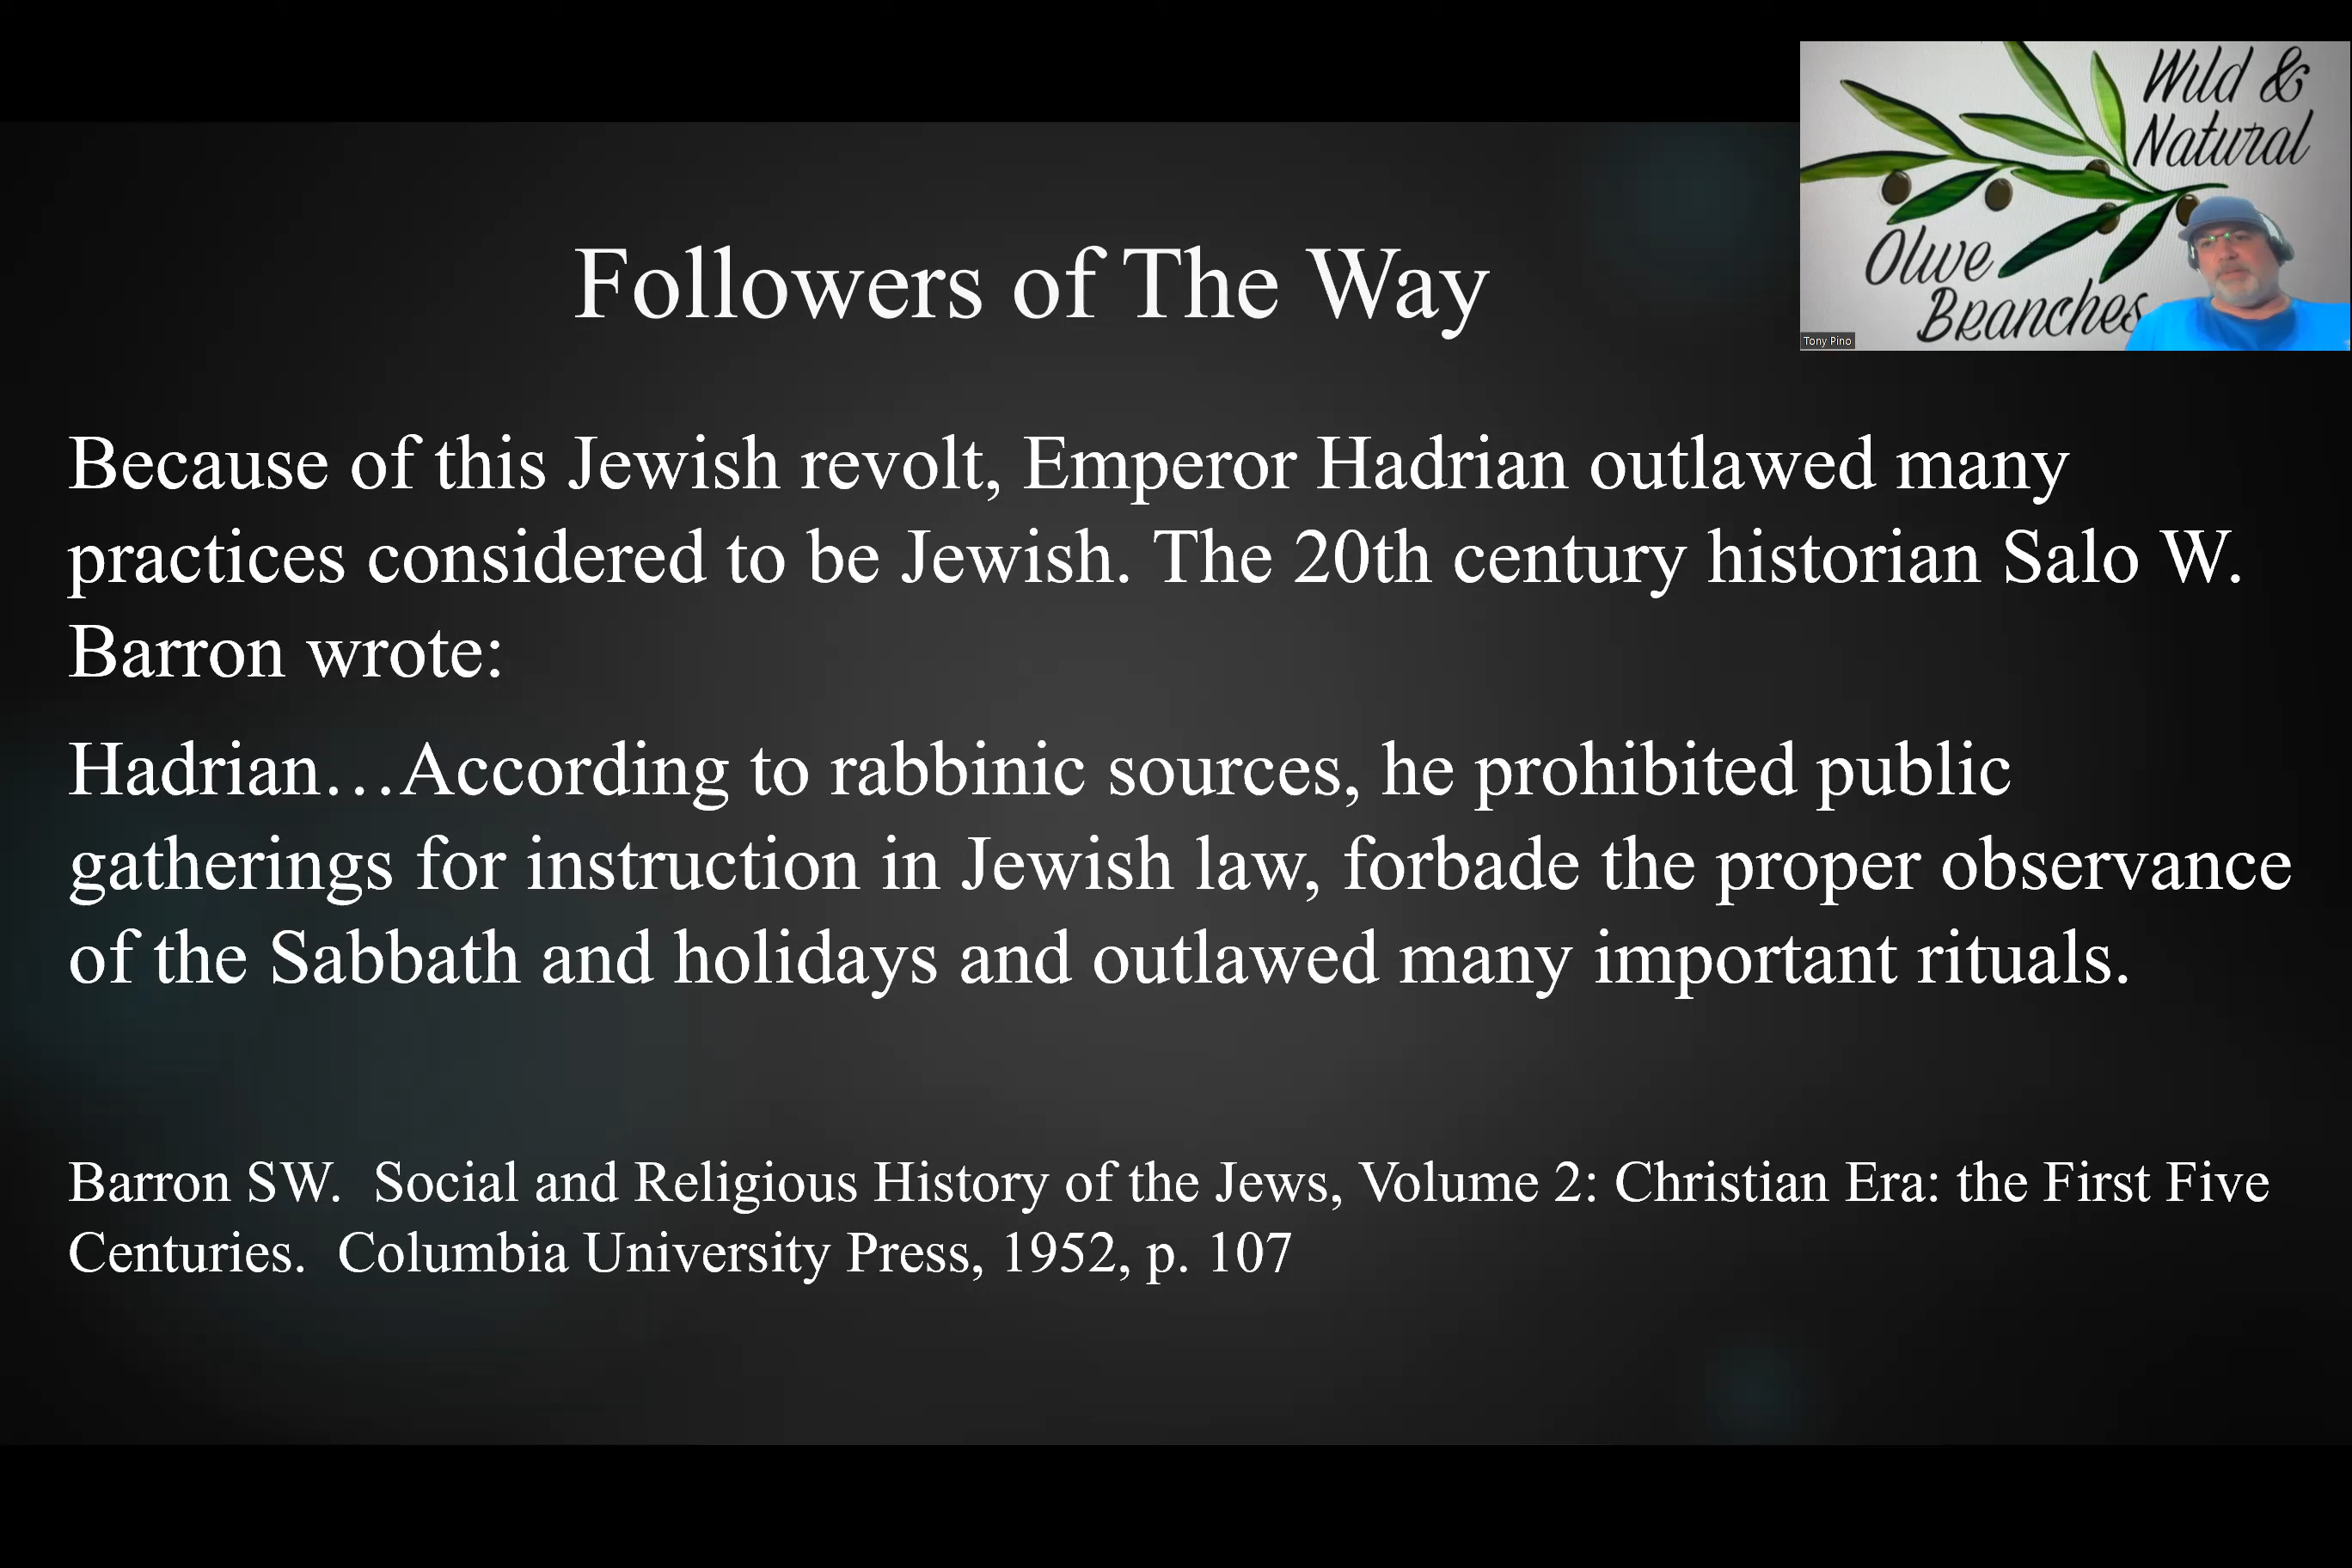 Wild &
Natural
Olive
Branches
Tony Pino
Followers of The Way
Because of this Jewish revolt, Emperor Hadrian outlawed many
practices considered to be Jewish. The 20th century historian Salo W.
Barron wrote:
Hadrian…According to rabbinic sources, he prohibited public
gatherings for instruction in Jewish law, forbade the proper observance
of the Sabbath and holidays and outlawed many important rituals.
Barron SW.  Social and Religious History of the Jews, Volume 2: Christian Era: the First Five
Centuries.  Columbia University Press, 1952, p. 107